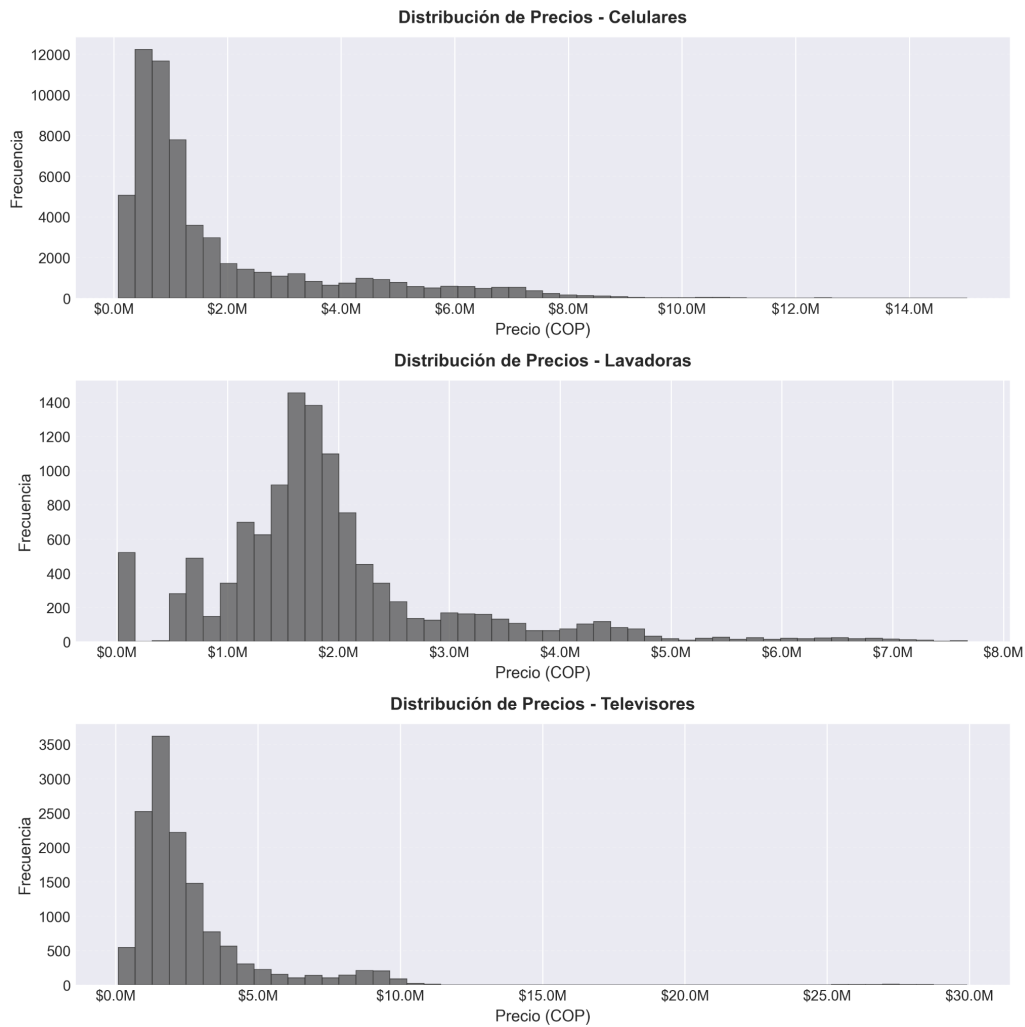 Distribución de Precios - Celulares
12000
10000
8000
6000
4000
2000
0
Frecuencia
$0.0M $2.0M $4.0M $6.0M $8.0M $10.0M $12.0M $14.0M
Precio (COP)
Distribución de Precios - Lavadoras
1400
1200
1000
800
600
400
200
0
Frecuencia
$0.0M $1.0M $2.0M $3.0M $4.0M $5.0M $6.0M $7.0M $8.0M
Precio (COP)
Distribución de Precios - Televisores
3500
3000
2500
2000
1500
1000
500
0
Frecuencia
$0.0M $5.0M $10.0M $15.0M $20.0M $25.0M $30.0M
Precio (COP)